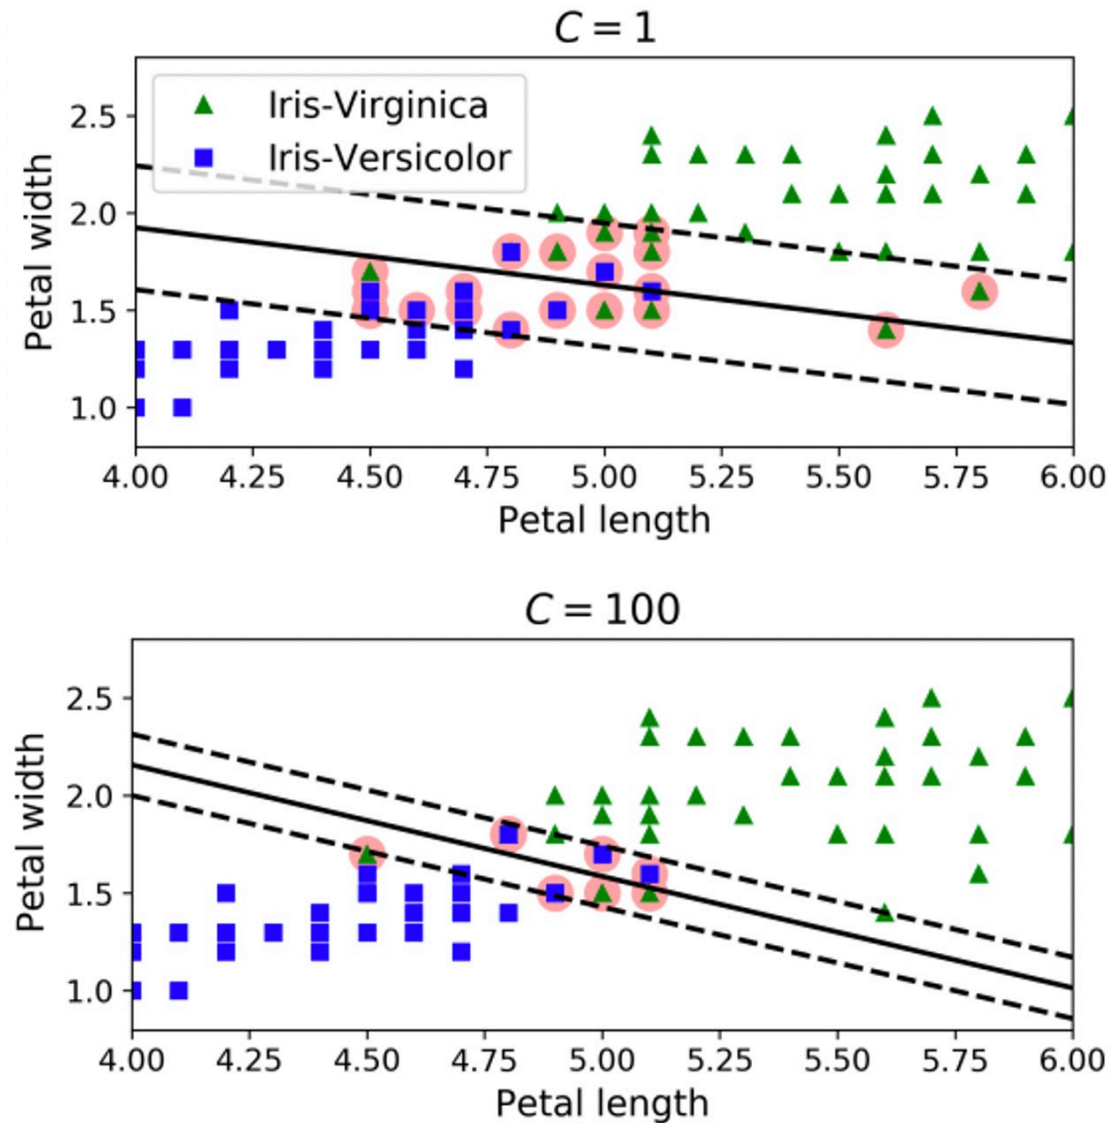 C = 1
Iris-Virginica
Iris-Versicolor
2.5
2.0
1.5
1.0
Petal width
4.00 4.25 4.50 4.75 5.00 5.25 5.50 5.75 6.00
Petal length
C = 100
2.5
2.0
1.5
1.0
Petal width
4.00 4.25 4.50 4.75 5.00 5.25 5.50 5.75 6.00
Petal length